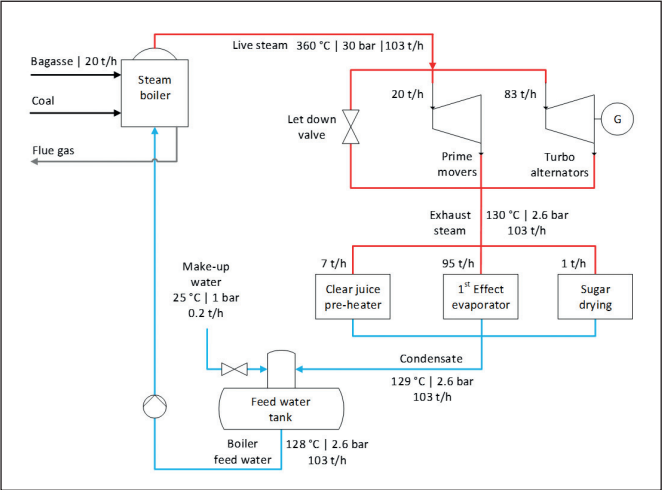 Live steam 360 °C | 30 bar |103 t/h
Bagasse | 20 t/h
Steam
boiler
Coal
Flue gas
Let down
valve
20 t/h
83 t/h
G
Prime
movers
Turbo
alternators
Exhaust
steam
130 °C | 2.6 bar
103 t/h
7 t/h
95 t/h
1 t/h
Clear juice
pre-heater
1st Effect
evaporator
Sugar
drying
Make-up
water
25 °C | 1 bar
0.2 t/h
Condensate
129 °C | 2.6 bar
103 t/h
Feed water
tank
Boiler
feed water
128 °C | 2.6 bar
103 t/h